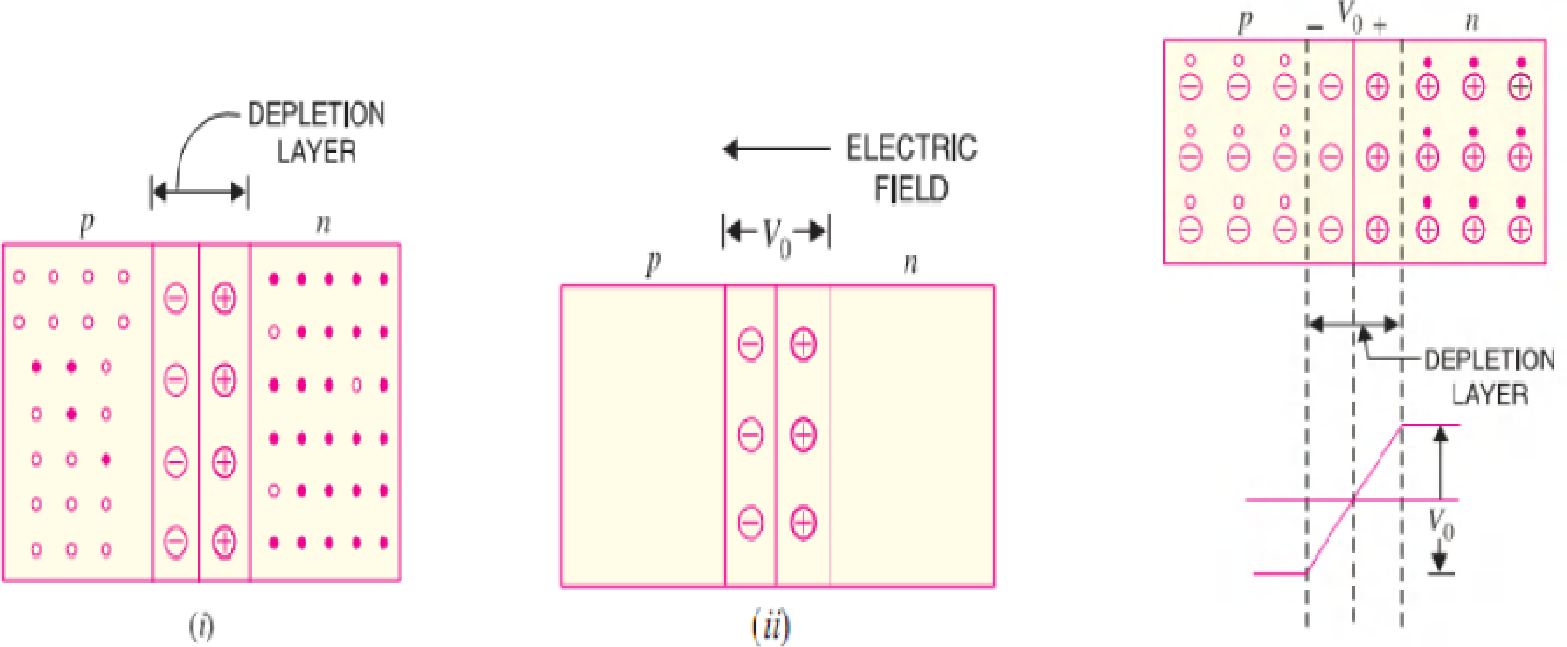 DEPLETION
LAYER
p
n
(i)
ELECTRIC
FIELD
V0
p
n
(ii)
p
– V0 +
n
DEPLETION
LAYER
V0